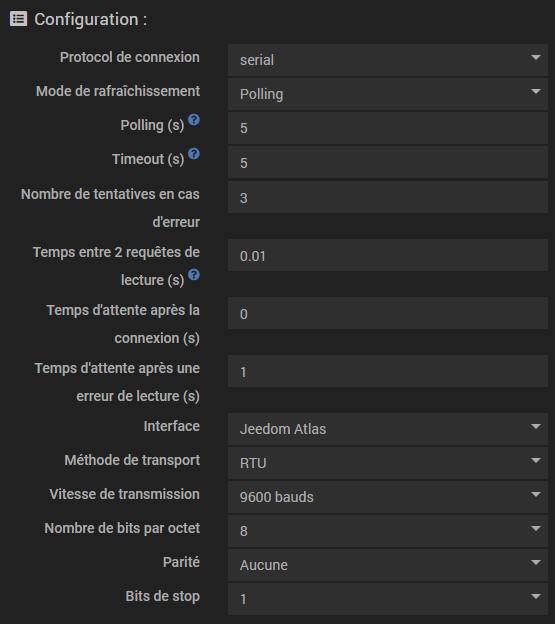 Configuration :
Protocol de connexion
serial
Mode de rafraîchissement
Polling
Polling (s) ?
5
Timeout (s) ?
5
Nombre de tentatives en cas
d'erreur
3
Temps entre 2 requêtes de
lecture (s) ?
0.01
Temps d'attente après la
connexion (s)
0
Temps d'attente après une
erreur de lecture (s)
1
Interface
Jeedom Atlas
Méthode de transport
RTU
Vitesse de transmission
9600 bauds
Nombre de bits par octet
8
Parité
Aucune
Bits de stop
1